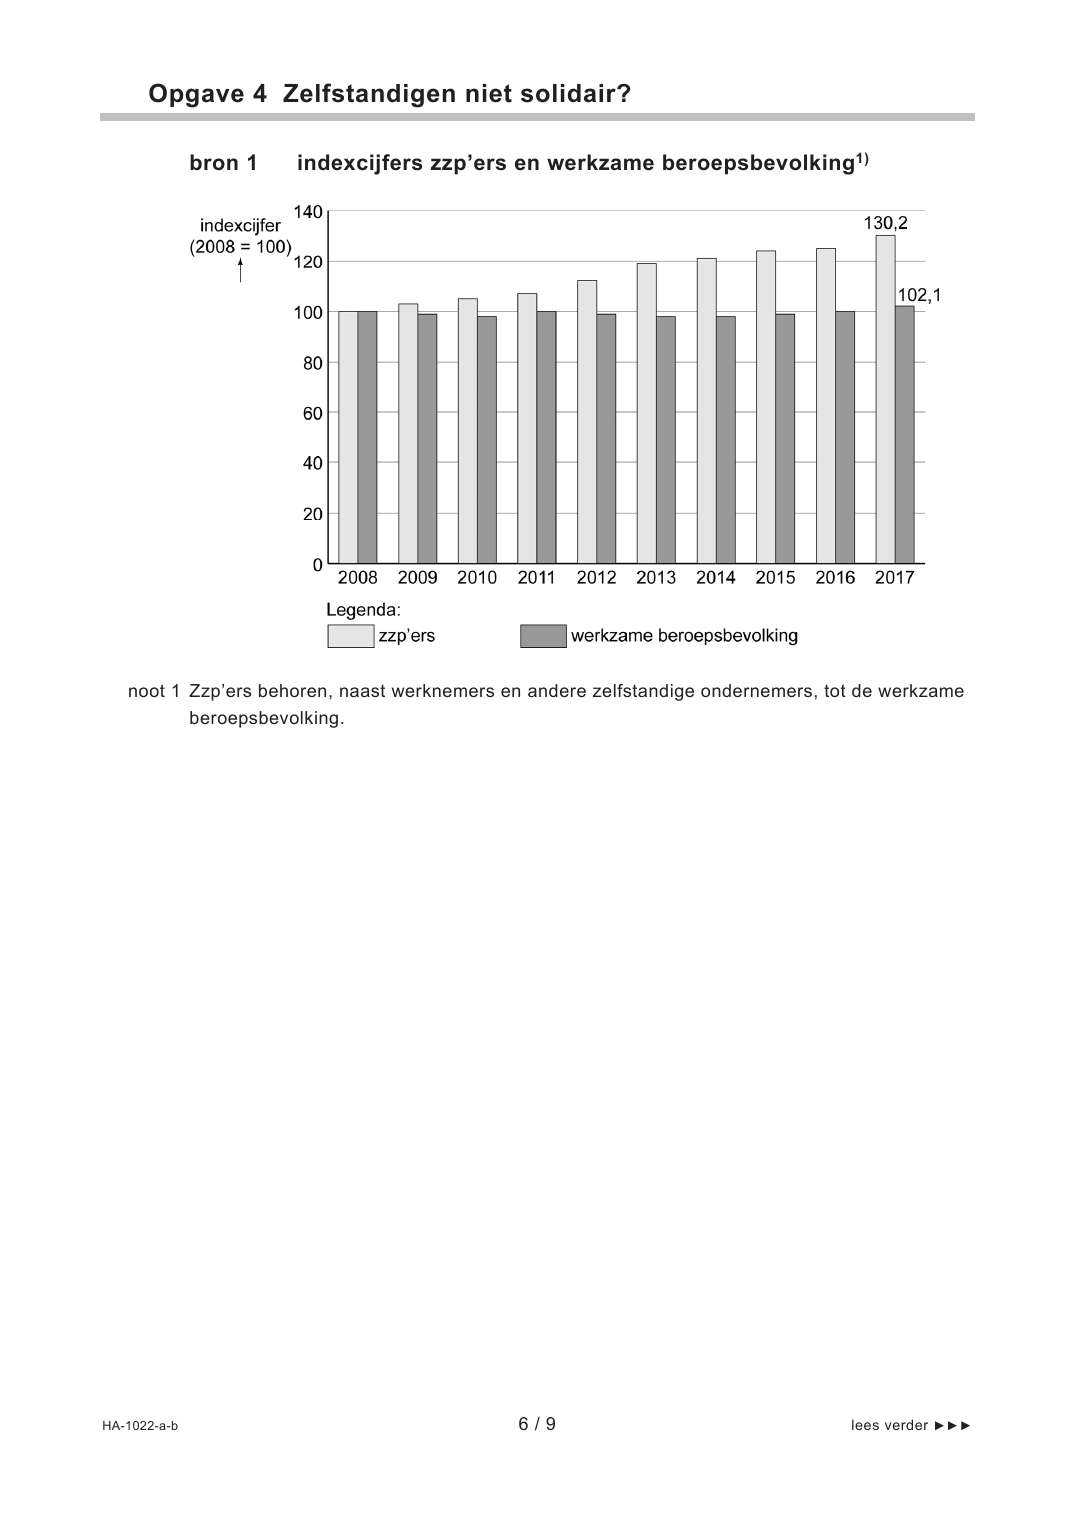 Opgave 4 Zelfstandigen niet solidair?
bron 1 indexcijfers zzp’ers en werkzame beroepsbevolking1)
indexcijfer
(2008 = 100)
140
120
100
80
60
40
20
0
130,2
102,1
2008 2009 2010 2011 2012 2013 2014 2015 2016 2017
Legenda:
zzp’ers werkzame beroepsbevolking
noot 1 Zzp’ers behoren, naast werknemers en andere zelfstandige ondernemers, tot de werkzame
beroepsbevolking.
HA-1022-a-b 6 / 9 lees verder ►►►